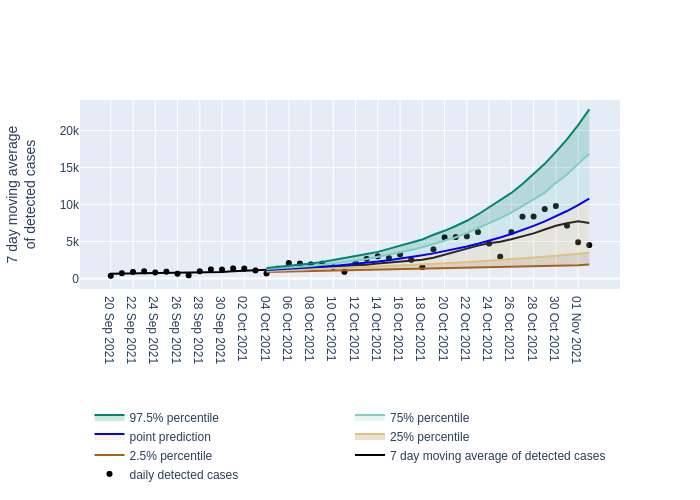 7 day moving average
of detected cases
20k
15k
10k
5k
0
20 Sep 2021
22 Sep 2021
24 Sep 2021
26 Sep 2021
28 Sep 2021
30 Sep 2021
02 Oct 2021
04 Oct 2021
06 Oct 2021
08 Oct 2021
10 Oct 2021
12 Oct 2021
14 Oct 2021
16 Oct 2021
18 Oct 2021
20 Oct 2021
22 Oct 2021
24 Oct 2021
26 Oct 2021
28 Oct 2021
30 Oct 2021
01 Nov 2021
97.5% percentile
75% percentile
point prediction
25% percentile
2.5% percentile
7 day moving average of detected cases
daily detected cases